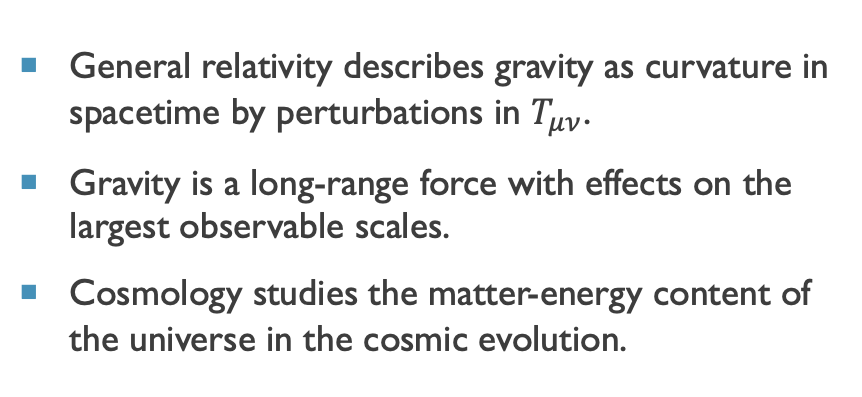 ▪ General relativity describes gravity as curvature in
spacetime by perturbations in $T_{\mu\nu}$.
▪ Gravity is a long-range force with effects on the
largest observable scales.
▪ Cosmology studies the matter-energy content of
the universe in the cosmic evolution.